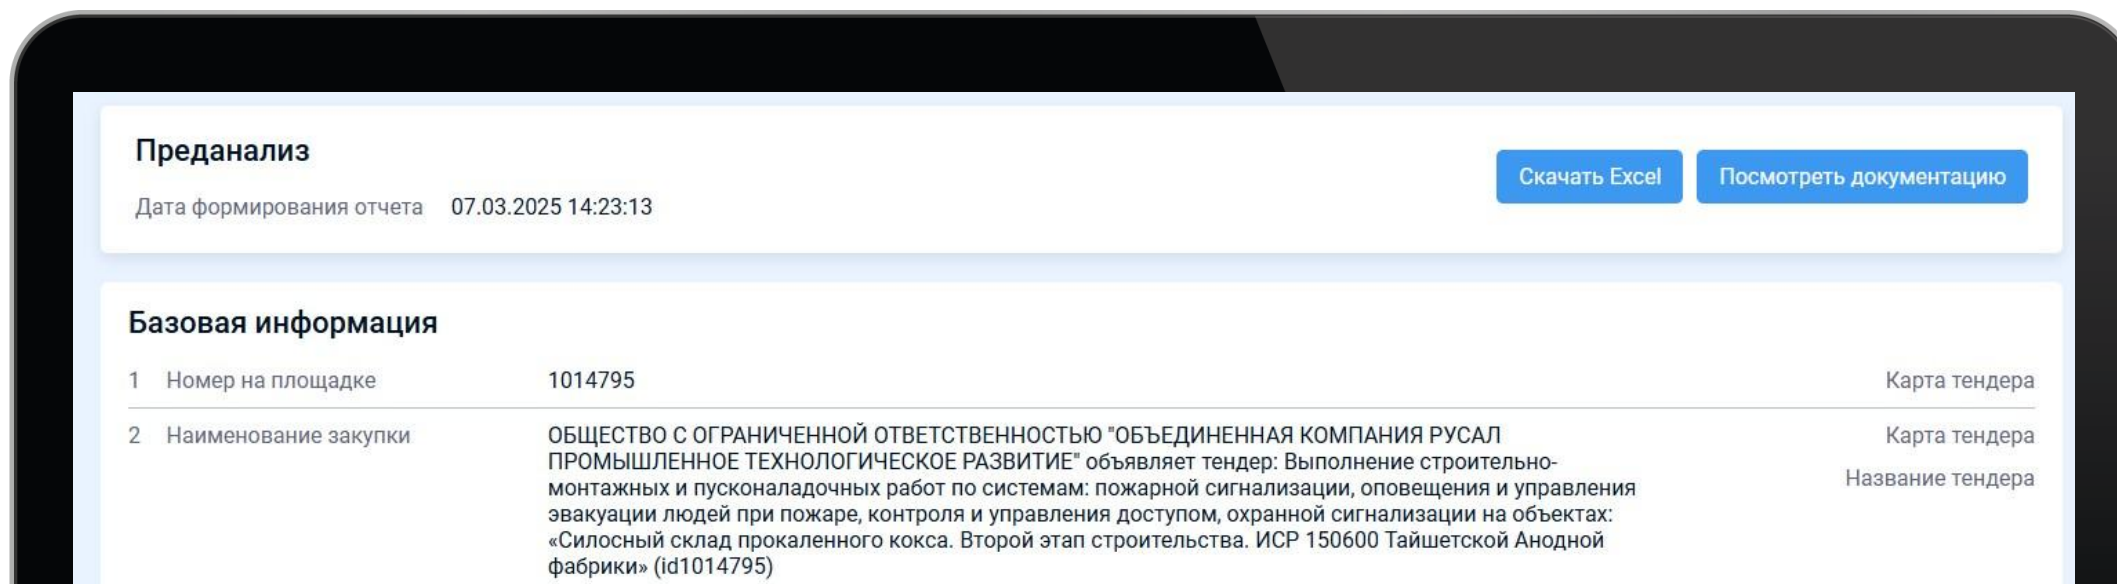 Преданализ
Скачать Excel
Посмотреть документацию
Дата формирования отчета 07.03.2025 14:23:13
Базовая информация
1 Номер на площадке 1014795 Карта тендера
2 Наименование закупки ОБЩЕСТВО С ОГРАНИЧЕННОЙ ОТВЕТСТВЕННОСТЬЮ "ОБЪЕДИНЕННАЯ КОМПАНИЯ РУСАЛ Карта тендера
ПРОМЫШЛЕННОЕ ТЕХНОЛОГИЧЕСКОЕ РАЗВИТИЕ" объявляет тендер: Выполнение строительно-
Название тендера
монтажных и пусконаладочных работ по системам: пожарной сигнализации, оповещения и управления
эвакуации людей при пожаре, контроля и управления доступом, охранной сигнализации на объектах:
«Силосный склад прокаленного кокса. Второй этап строительства. ИСР 150600 Тайшетской Анодной
фабрики» (id1014795)